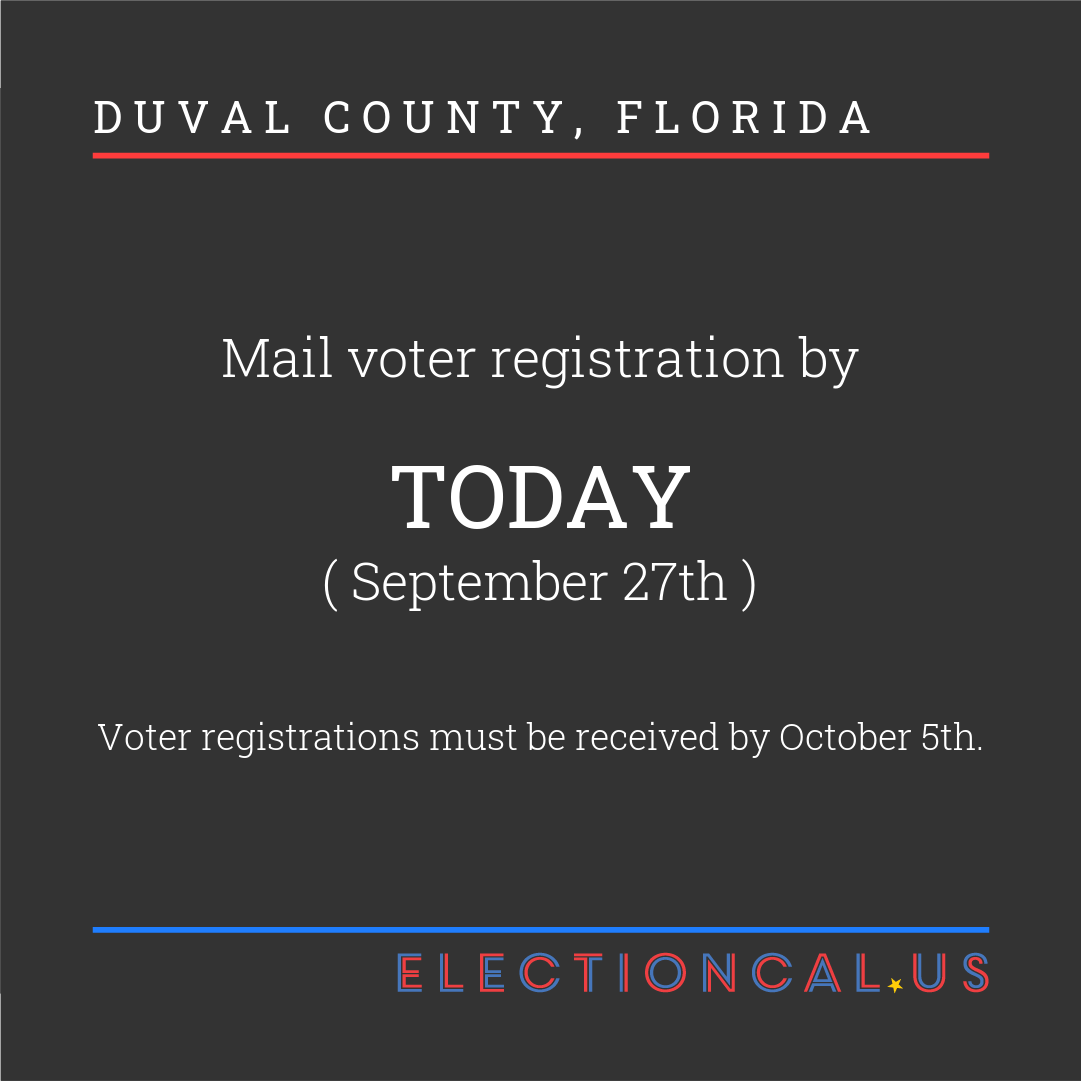 DUVAL COUNTY, FLORIDA
Mail voter registration by
TODAY
( September 27th )
Voter registrations must be received by October 5th.
ELECTIONCAL.US